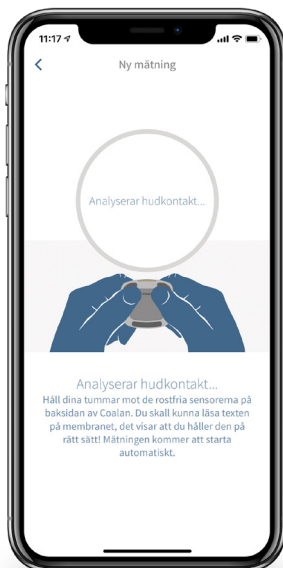 11:17
Ny mätning
Analyserar hudkontakt...
Analyserar hudkontakt...
Håll dina tummar mot de rostfria sensorerna på
baksidan av Coalan. Du skall kunna läsa texten
på membranet, det visar att du håller den på
rätt sätt! Mätningen kommer att starta
automatiskt.